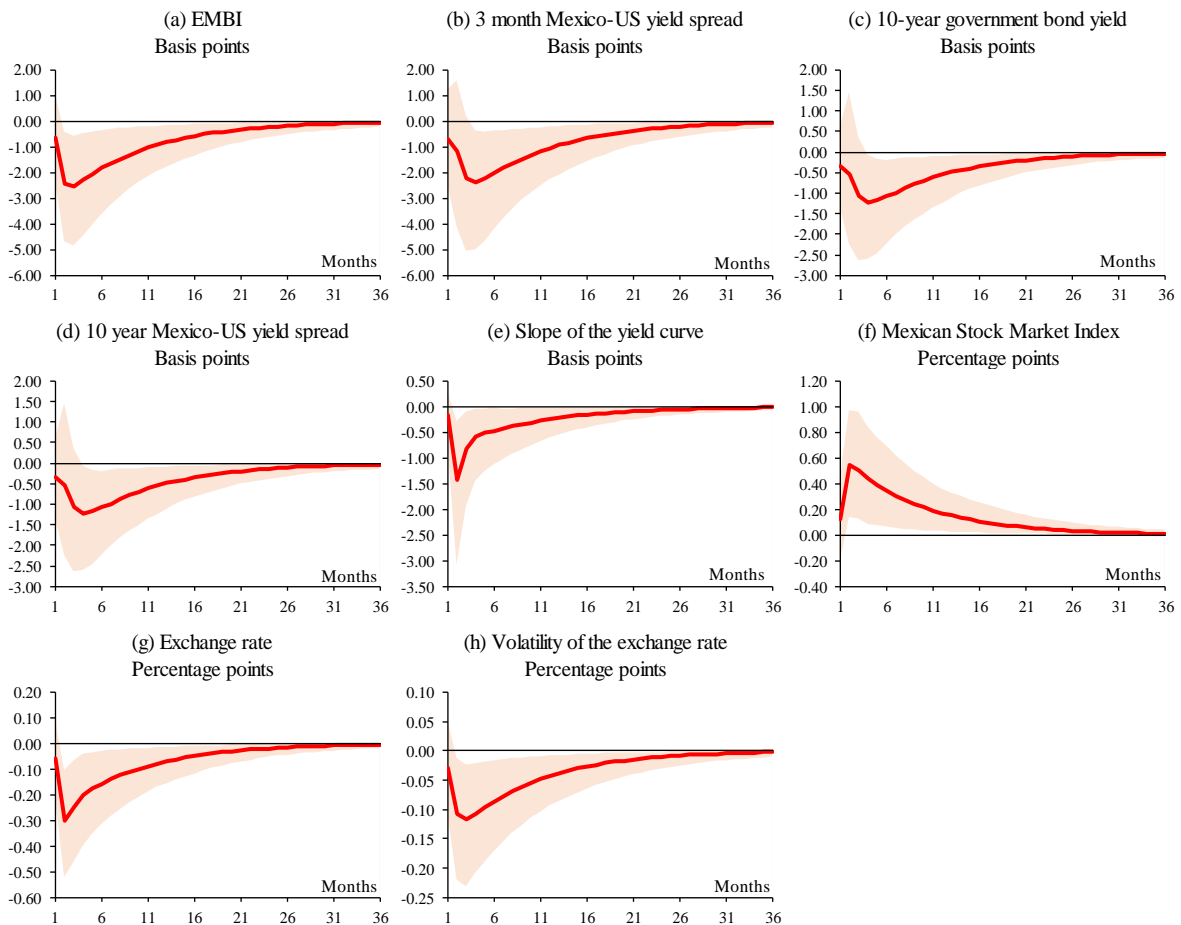 (a) EMBI
Basis points
2.00
1.00
0.00
-1.00
-2.00
-3.00
-4.00
-5.00
-6.00
Months
1 6 11 16 21 26 31 36
(b) 3 month Mexico-US yield spread
Basis points
2.00
1.00
0.00
-1.00
-2.00
-3.00
-4.00
-5.00
-6.00
Months
1 6 11 16 21 26 31 36
(c) 10-year government bond yield
Basis points
2.00
1.50
1.00
0.50
0.00
-0.50
-1.00
-1.50
-2.00
-2.50
-3.00
Months
1 6 11 16 21 26 31 36
(d) 10 year Mexico-US yield spread
Basis points
2.00
1.50
1.00
0.50
0.00
-0.50
-1.00
-1.50
-2.00
-2.50
-3.00
Months
1 6 11 16 21 26 31 36
(e) Slope of the yield curve
Basis points
0.50
0.00
-0.50
-1.00
-1.50
-2.00
-2.50
-3.00
-3.50
Months
1 6 11 16 21 26 31 36
(f) Mexican Stock Market Index
Percentage points
1.20
1.00
0.80
0.60
0.40
0.20
0.00
-0.20
-0.40
Months
1 6 11 16 21 26 31 36
(g) Exchange rate
Percentage points
0.20
0.10
0.00
-0.10
-0.20
-0.30
-0.40
-0.50
-0.60
Months
1 6 11 16 21 26 31 36
(h) Volatility of the exchange rate
Percentage points
0.10
0.05
0.00
-0.05
-0.10
-0.15
-0.20
-0.25
Months
1 6 11 16 21 26 31 36